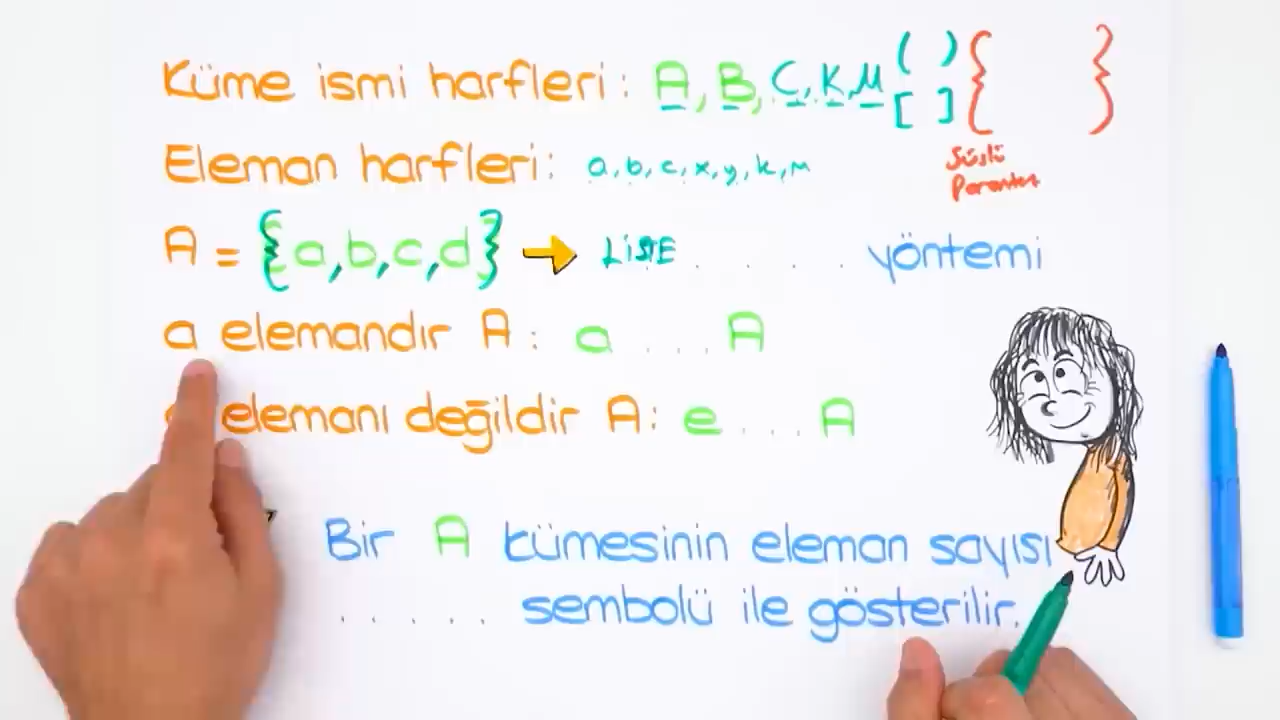 Küme ismi harfleri : A, B, C, K, M ( ) [ ] { }
Eleman harfleri : a, b, c, x, y, k, m
Süslü
Parantez
A = {a,b,c,d} → LİSTE . . . . yöntemi
a elemandır A : a . . . A
elemanı değildir A : e . . . A
Bir A kümesinin eleman sayısı
. . . . . sembolü ile gösterilir.